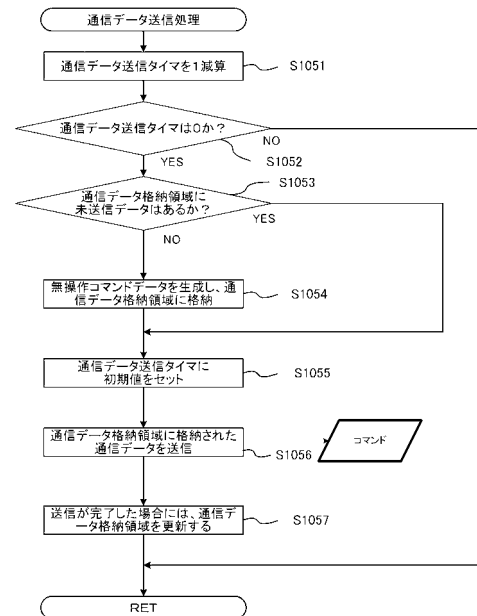 通信データ送信処理
通信データ送信タイマを1減算
S1051
通信データ送信タイマは0か?
NO
YES
S1052
S1053
通信データ格納領域に
未送信データはあるか?
YES
NO
無操作コマンドデータを生成し、通
信データ格納領域に格納
S1054
通信データ送信タイマに
初期値をセット
S1055
通信データ格納領域に格納された
通信データを送信
S1056
コマンド
送信が完了した場合には、通信デ
ータ格納領域を更新する
S1057
RET